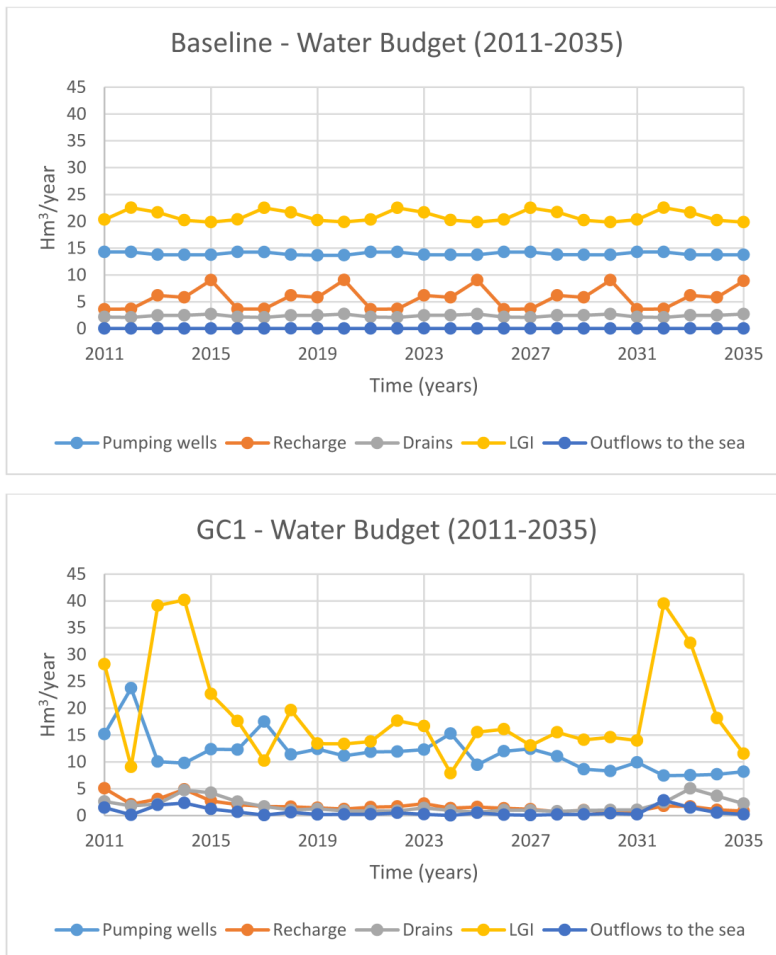 Baseline - Water Budget (2011-2035)
Hm³/year
45
40
35
30
25
20
15
10
5
0
2011 2015 2019 2023 2027 2031 2035
Time (years)
Pumping wells Recharge Drains LGI Outflows to the sea
GC1 - Water Budget (2011-2035)
Hm³/year
45
40
35
30
25
20
15
10
5
0
2011 2015 2019 2023 2027 2031 2035
Time (years)
Pumping wells Recharge Drains LGI Outflows to the sea